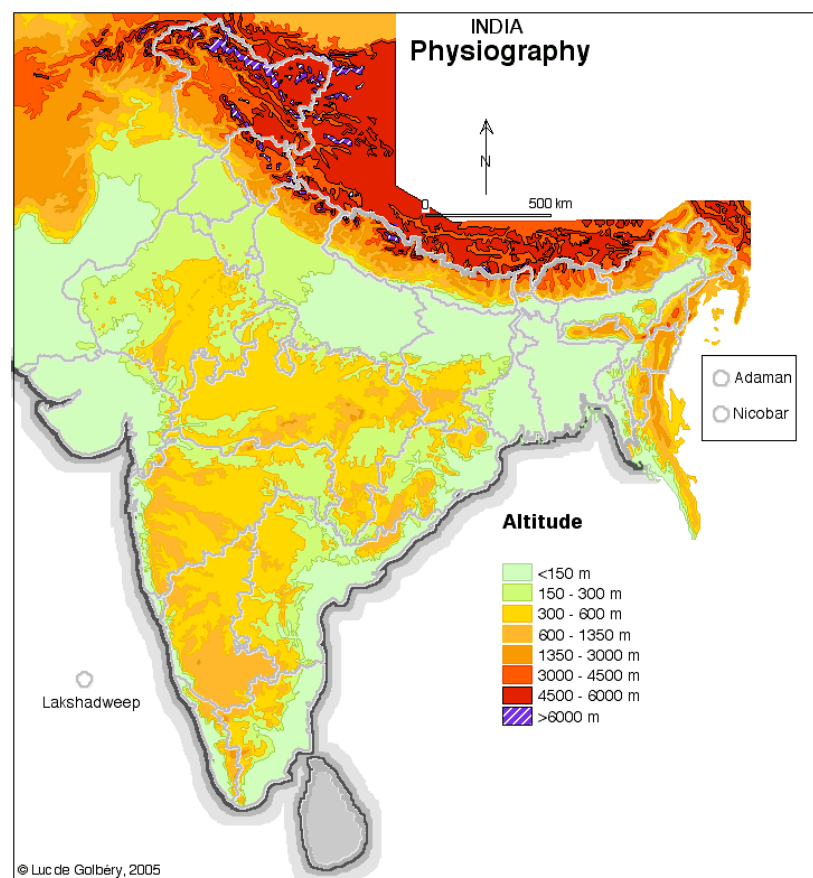 INDIA
Physiography
N
0
500 km
Adaman
Nicobar
Altitude
<150 m
150 - 300 m
300 - 600 m
600 - 1350 m
1350 - 3000 m
3000 - 4500 m
4500 - 6000 m
>6000 m
Lakshadweep
© Luc de Golbéry, 2005